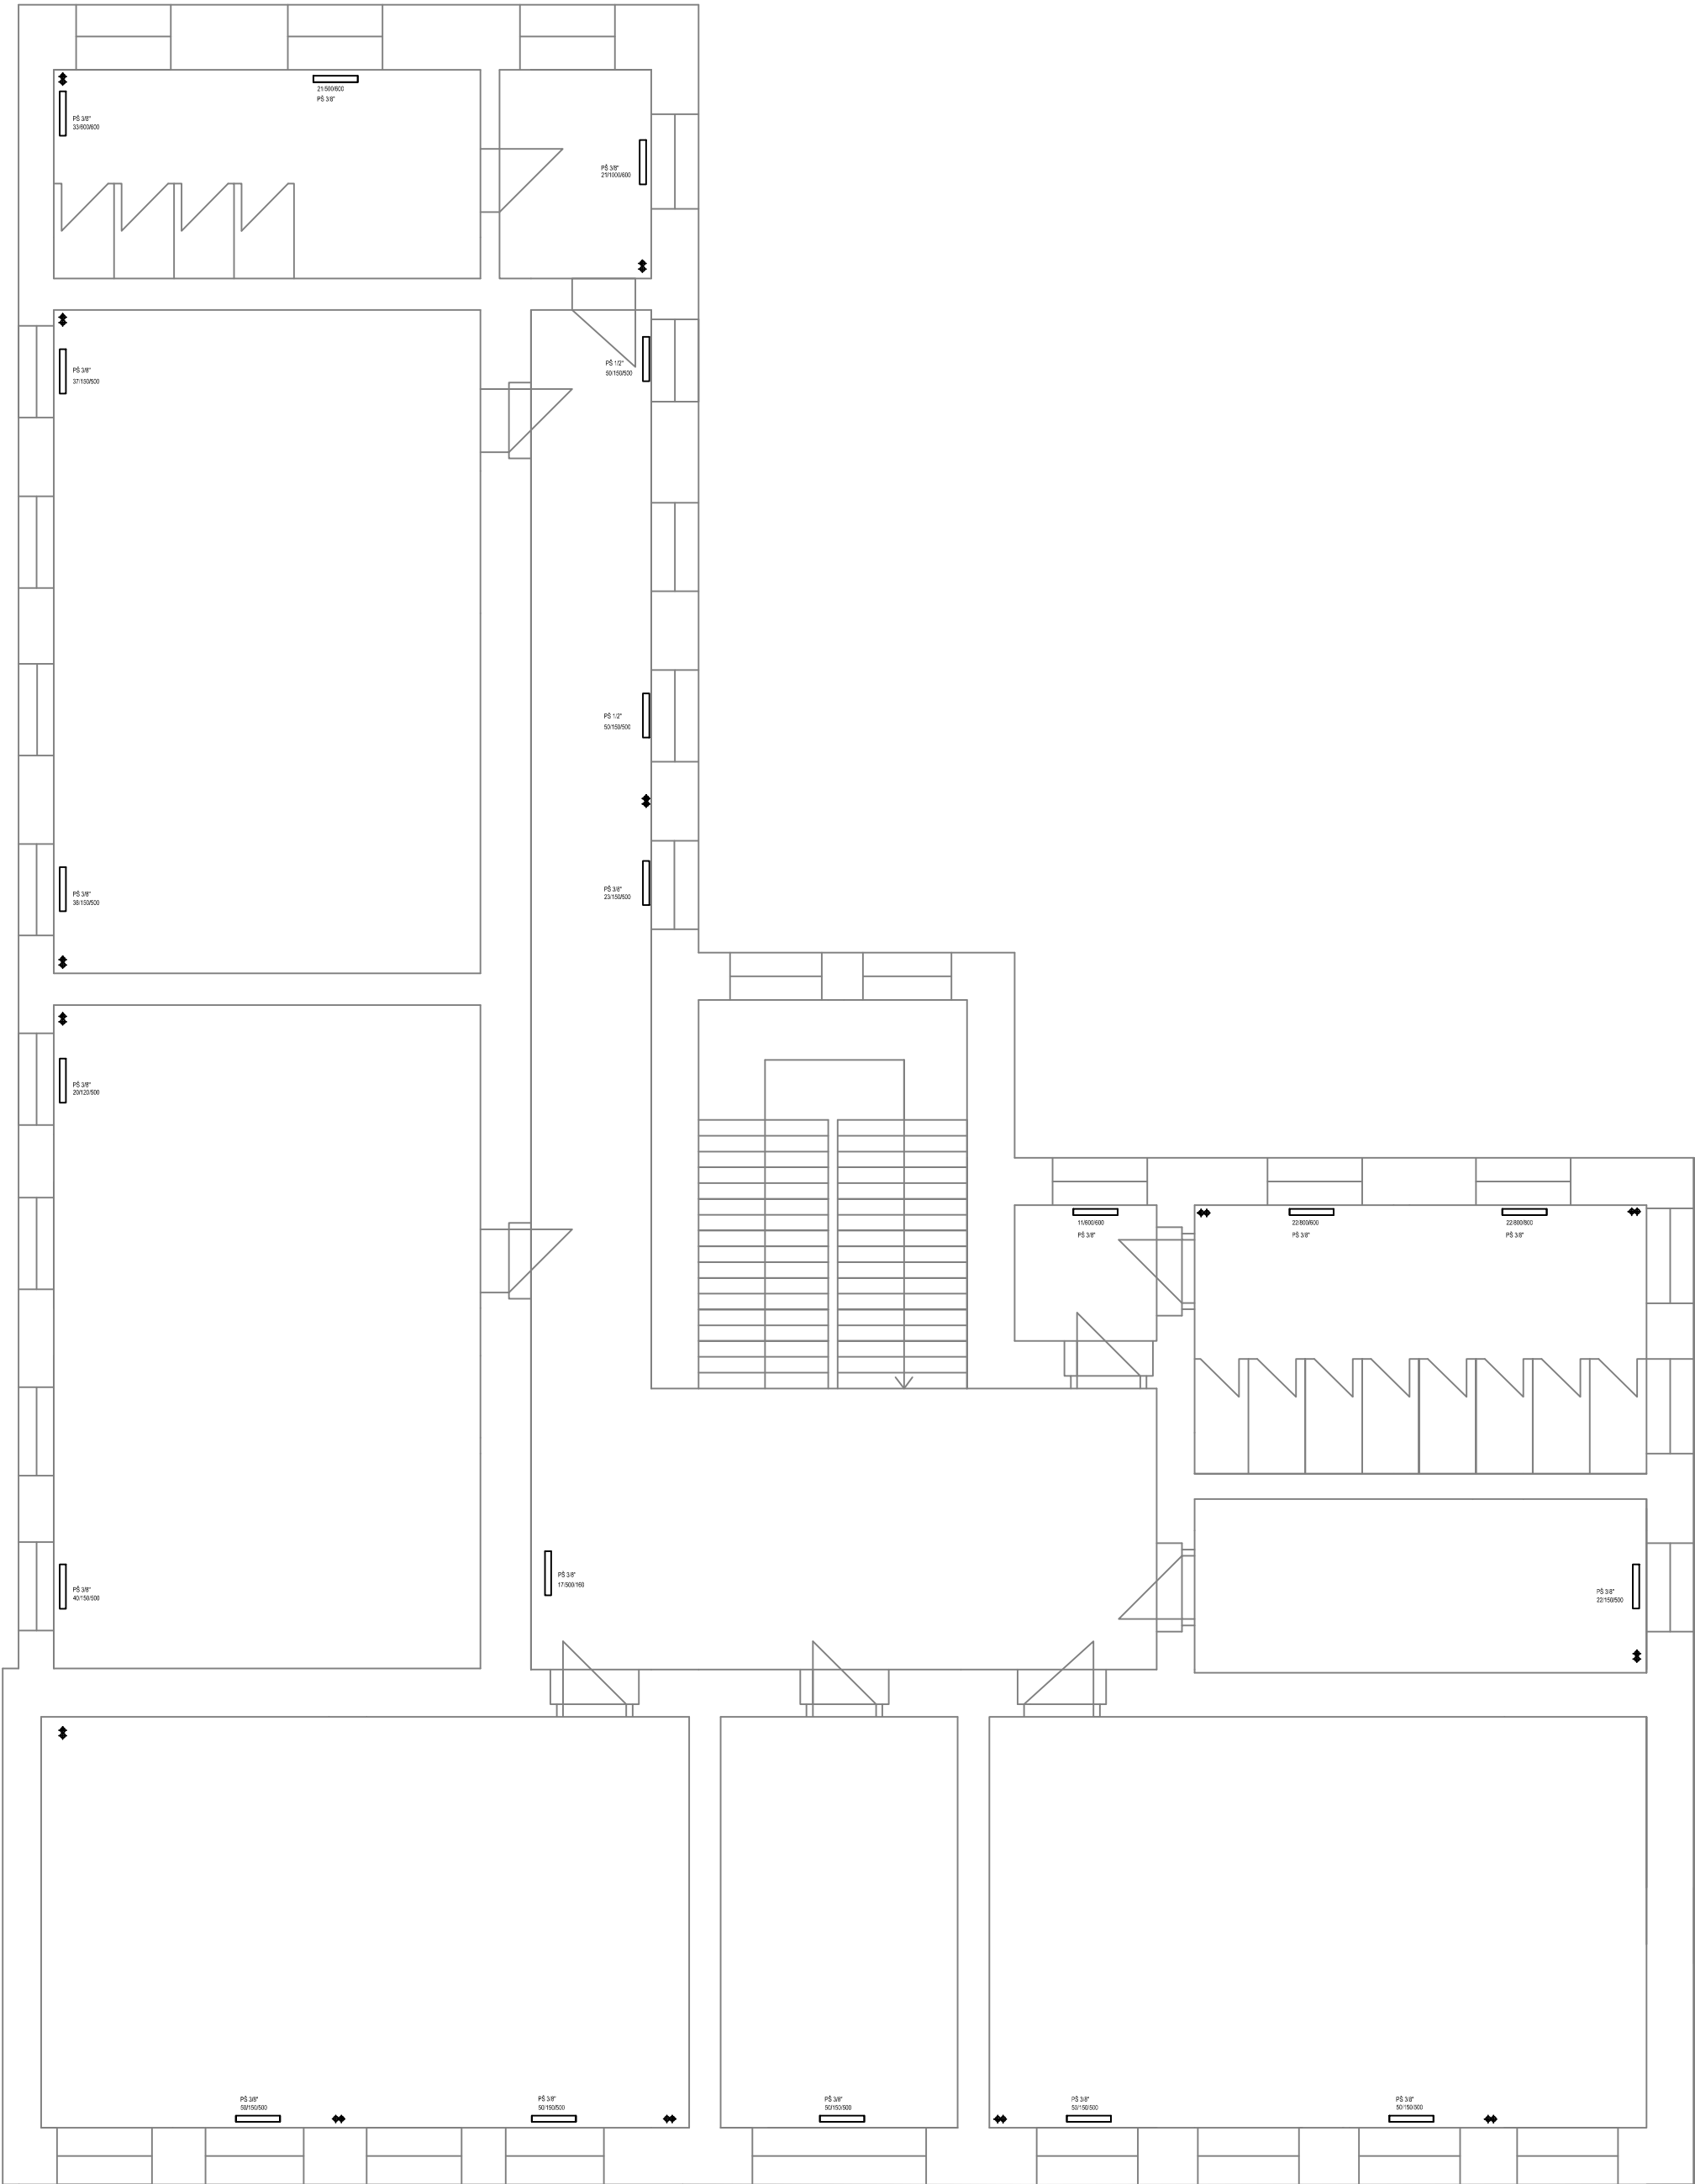 21/500/600
PŠ 3/8"
PŠ 3/8"
33/600/600
PŠ 3/8"
21/1000/600
PŠ 1/2"
50/150/500
PŠ 3/8"
37/150/500
PŠ 1/2"
50/150/500
PŠ 3/8"
23/150/500
PŠ 3/8"
38/150/500
PŠ 3/8"
20/120/500
11/600/600
PŠ 3/8"
22/800/600
PŠ 3/8"
22/800/800
PŠ 3/8"
PŠ 3/8"
17/500/160
PŠ 3/8"
40/150/500
PŠ 3/8"
22/150/500
PŠ 3/8"
50/150/500
PŠ 3/8"
50/150/500
PŠ 3/8"
50/150/500
PŠ 3/8"
50/150/500
PŠ 3/8"
50/150/500